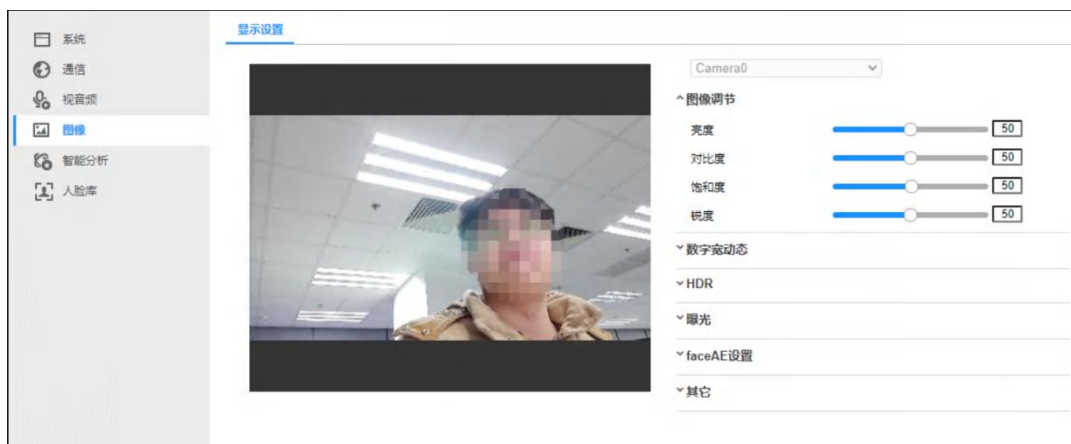 系统
通信
视音频
图像
智能分析
人脸库
显示设置
Camera0
图像调节
亮度 50
对比度 50
饱和度 50
锐度 50
数字宽动态
HDR
曝光
faceAE设置
其它